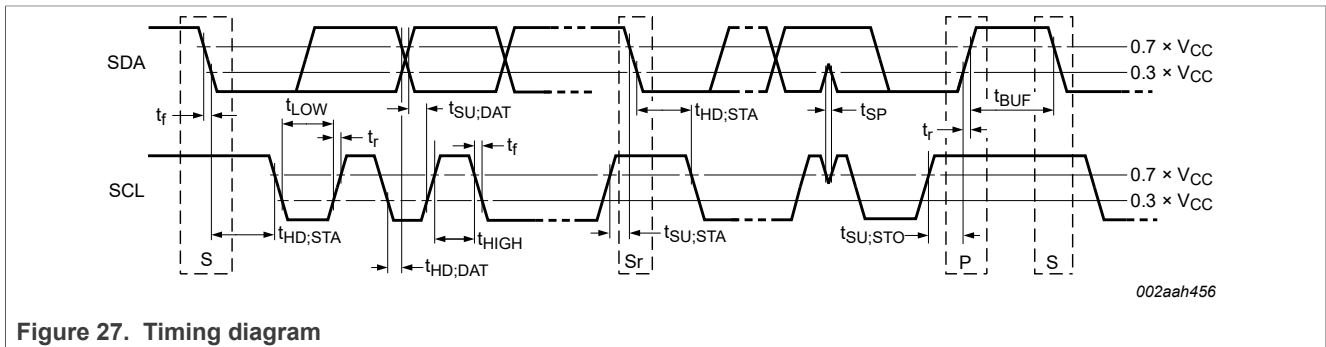 SDA
0.7 × VCC
0.3 × VCC
tf
tLOW
tSU;DAT
tHD;STA
tSP
tBUF
tr
tr
tf
SCL
0.7 × VCC
0.3 × VCC
tHD;STA
tHIGH
tSU;STA
tSU;STO
S
tHD;DAT
Sr
P
S
002aah456
Figure 27. Timing diagram